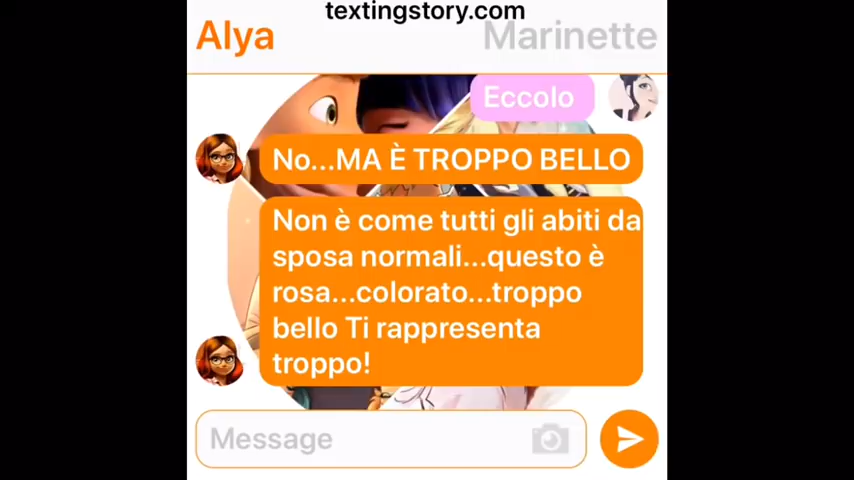 textingstory.com
Alya
Marinette
Eccolo
No...MA È TROPPO BELLO
Non è come tutti gli abiti da
sposa normali...questo è
rosa...colorato...troppo
bello Ti rappresenta
troppo!
Message